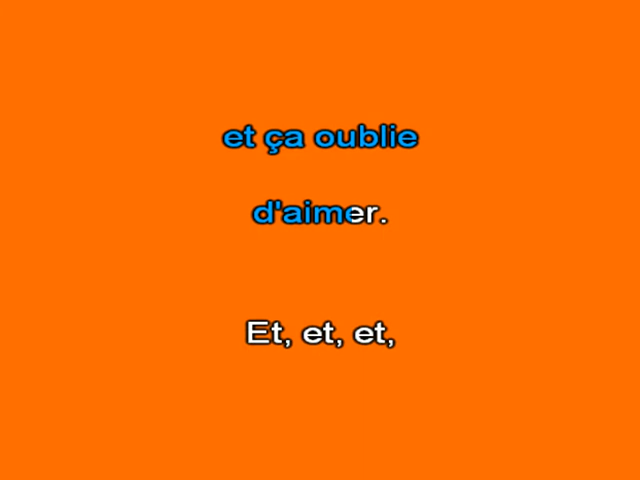 et ça oublie
d'aimer.
Et, et, et,